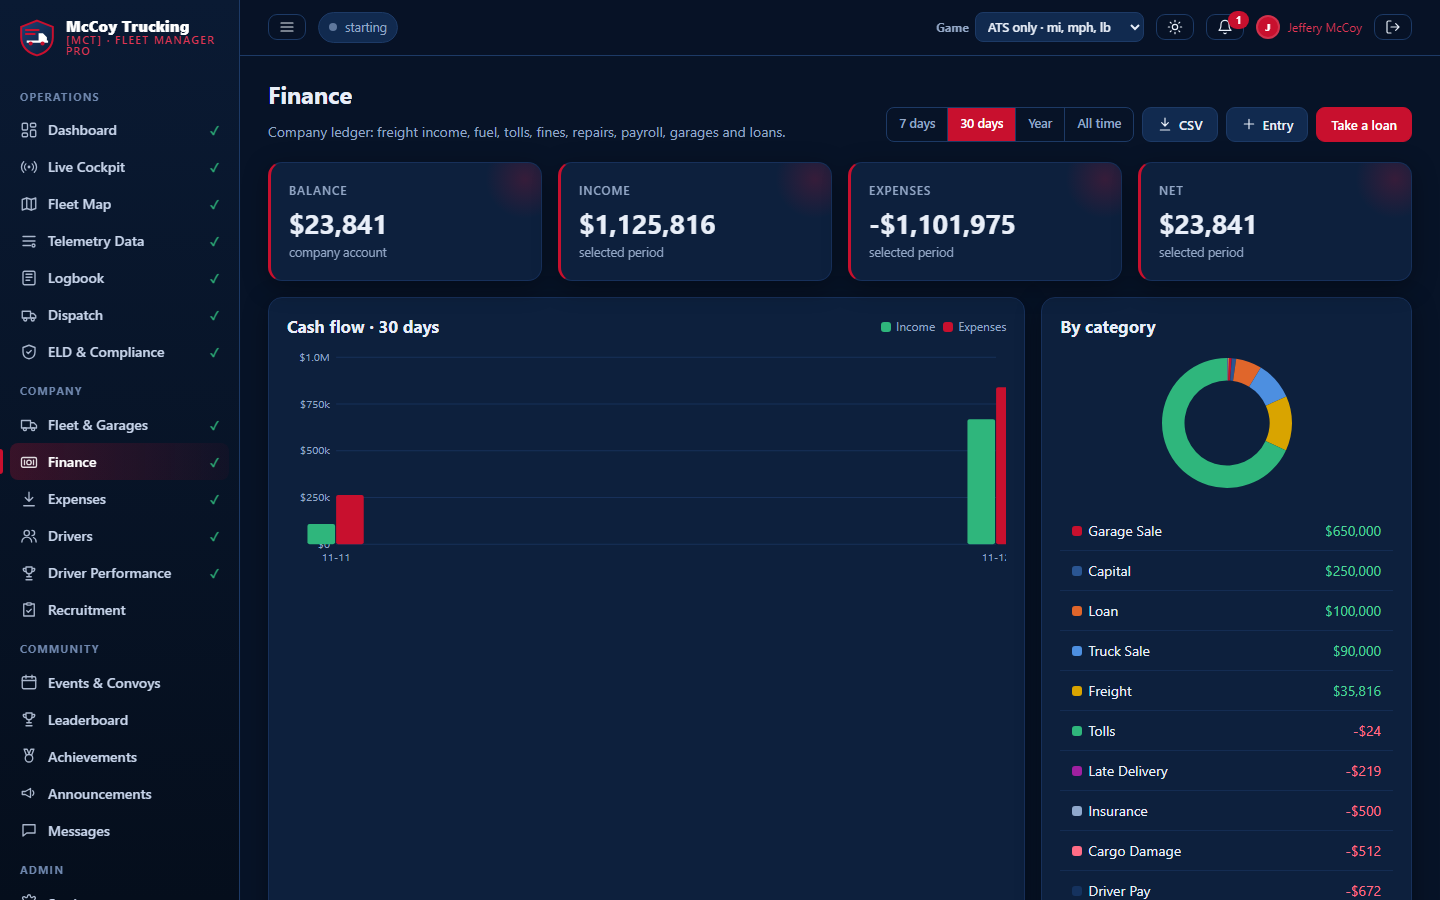 McCoy Trucking
[MCT] · FLEET MANAGER
PRO
OPERATIONS
Dashboard ✓
Live Cockpit ✓
Fleet Map ✓
Telemetry Data ✓
Logbook ✓
Dispatch ✓
ELD & Compliance ✓
COMPANY
Fleet & Garages ✓
Finance ✓
Expenses ✓
Drivers ✓
Driver Performance ✓
Recruitment
COMMUNITY
Events & Convoys
Leaderboard
Achievements
Announcements
Messages
ADMIN
starting
Game
ATS only · mi, mph, lb
1
J
Jeffery McCoy
Finance
Company ledger: freight income, fuel, tolls, fines, repairs, payroll, garages and loans.
7 days
30 days
Year
All time
CSV
Entry
Take a loan
BALANCE
$23,841
company account
INCOME
$1,125,816
selected period
EXPENSES
-$1,101,975
selected period
NET
$23,841
selected period
Cash flow · 30 days
Income
Expenses
$1.0M
$750k
$500k
$250k
$0
11-11
11-1
By category
Garage Sale $650,000
Capital $250,000
Loan $100,000
Truck Sale $90,000
Freight $35,816
Tolls -$24
Late Delivery -$219
Insurance -$500
Cargo Damage -$512
Driver Pay -$672